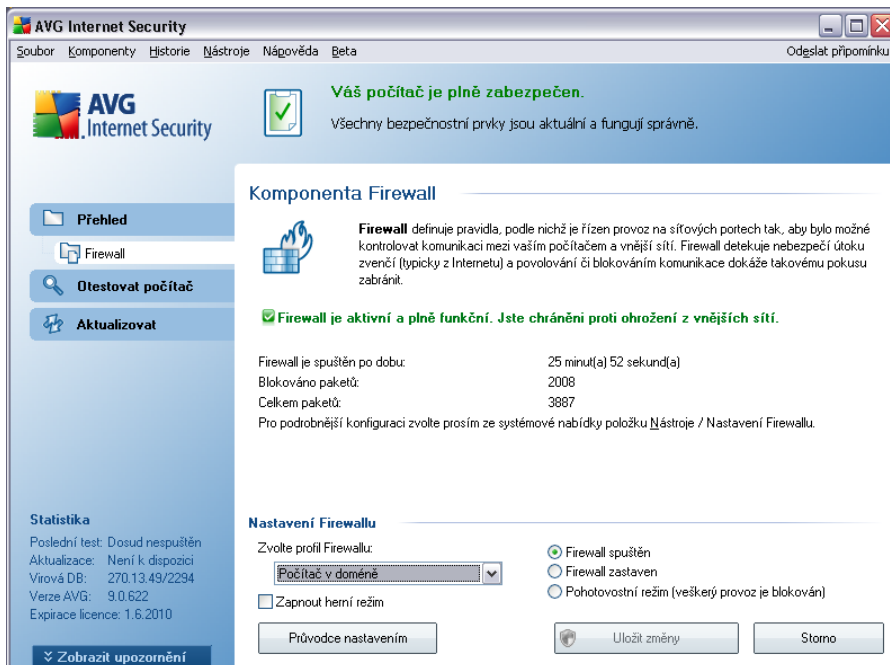 AVG Internet Security
Soubor Komponenty Historie Nástroje Nápověda Beta Odeslat připomínku
AVG
Internet Security
Váš počítač je plně zabezpečen.
Všechny bezpečnostní prvky jsou aktuální a fungují správně.
Přehled
Firewall
Otestovat počítač
Aktualizovat
Komponenta Firewall
Firewall definuje pravidla, podle nichž je řízen provoz na síťových portech tak, aby bylo možné
kontrolovat komunikaci mezi vaším počítačem a vnější sítí. Firewall detekuje nebezpečí útoku
zvenčí (typicky z Internetu) a povolování či blokováním komunikace dokáže takovému pokusu
zabránit.
Firewall je aktivní a plně funkční. Jste chráněni proti ohrožení z vnějších sítí.
Firewall je spuštěn po dobu: 25 minut(a) 52 sekund(a)
Blokováno paketů: 2008
Celkem paketů: 3887
Pro podrobnější konfiguraci zvolte prosím ze systémové nabídky položku Nástroje / Nastavení Firewallu.
Statistika
Poslední test: Dosud nespuštěn
Aktualizace: Není k dispozici
Virová DB: 270.13.49/2294
Verze AVG: 9.0.622
Expirace licence: 1.6.2010
Zobrazit upozornění
Nastavení Firewallu
Zvolte profil Firewallu:
Počítač v doméně
Zapnout herní režim
Firewall spuštěn
Firewall zastaven
Pohotovostní režim (veškerý provoz je blokován)
Průvodce nastavením
Uložit změny
Storno